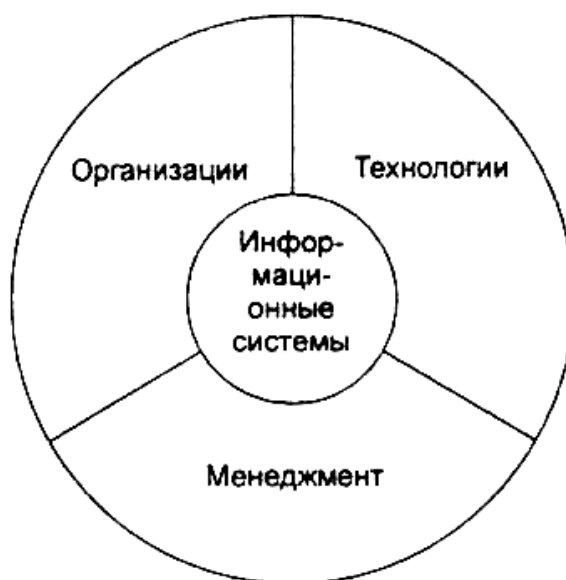 Организации
Технологии
Инфор-
маци-
онные
системы
Менеджмент